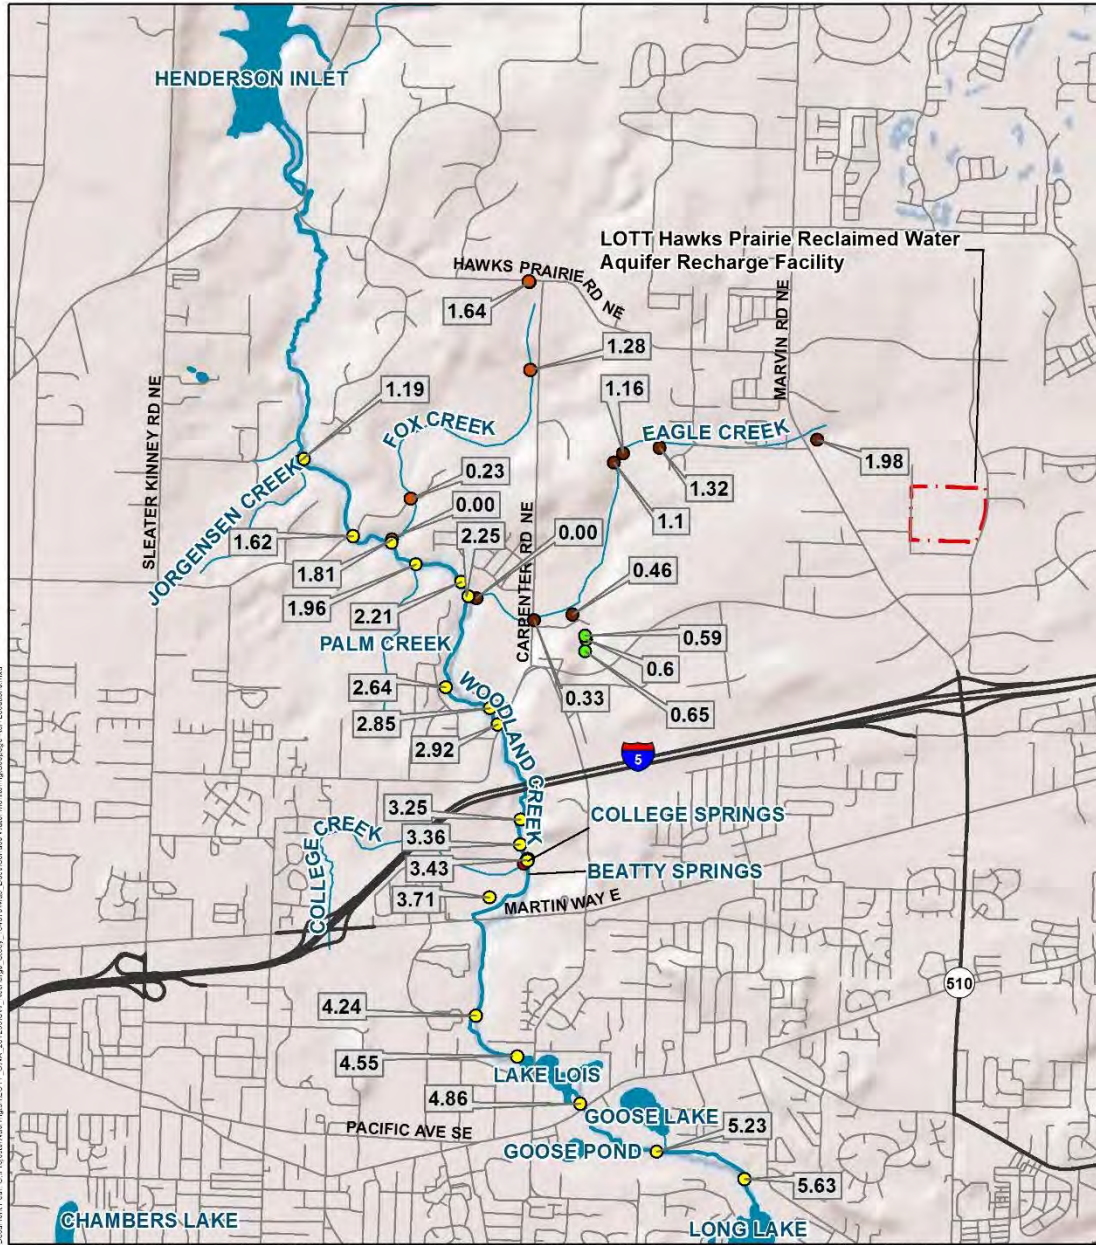 HENDERSON INLET
LOTT Hawks Prairie Reclaimed Water
Aquifer Recharge Facility
HAWKS PRAIRIE RD NE
1.64
MARVIN RD NE
1.28
SLEATER KINNEY RD NE
1.19
1.16
FOX CREEK
EAGLE CREEK
0.23
1.98
1.32
JORGENSEN CREEK
0.00
1.1
1.62
2.25
0.00
CARPENTER RD NE
1.81
0.46
1.96
2.21
0.59
PALM CREEK
0.6
2.64
0.33
0.65
WOODLAND CREEK
2.85
2.92
5
3.25
COLLEGE SPRINGS
COLLEGE CREEK
3.36
3.43
BEATTY SPRINGS
3.71
MARTIN WAY E
510
4.24
4.55
LAKE LOIS
4.86
GOOSE LAKE
PACIFIC AVE SE
5.23
GOOSE POND
5.63
CHAMBERS LAKE
LONG LAKE